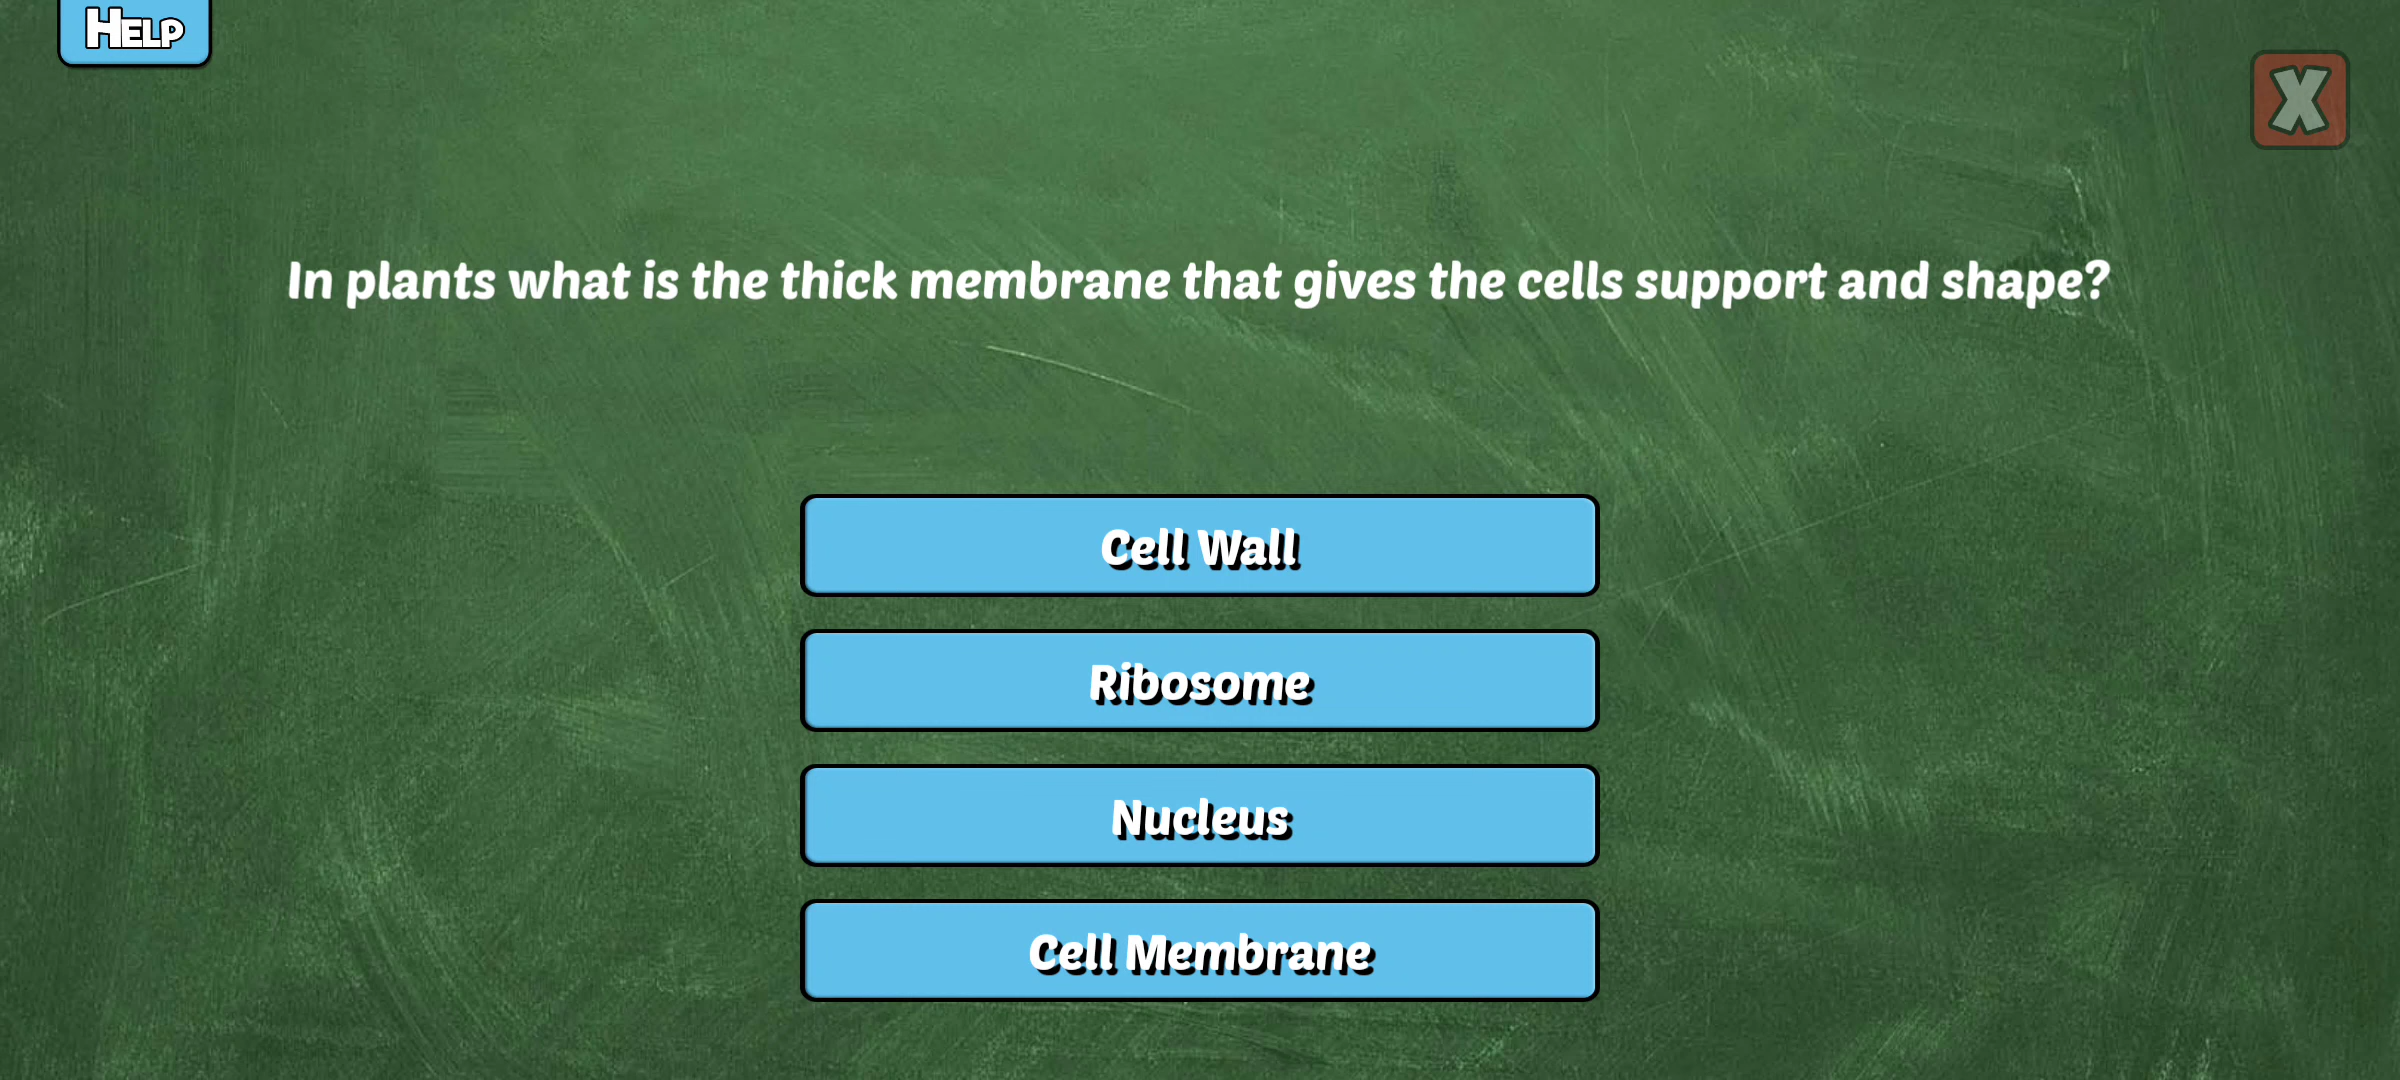 HELP
X
In plants what is the thick membrane that gives the cells support and shape?
Cell Wall
Ribosome
Nucleus
Cell Membrane